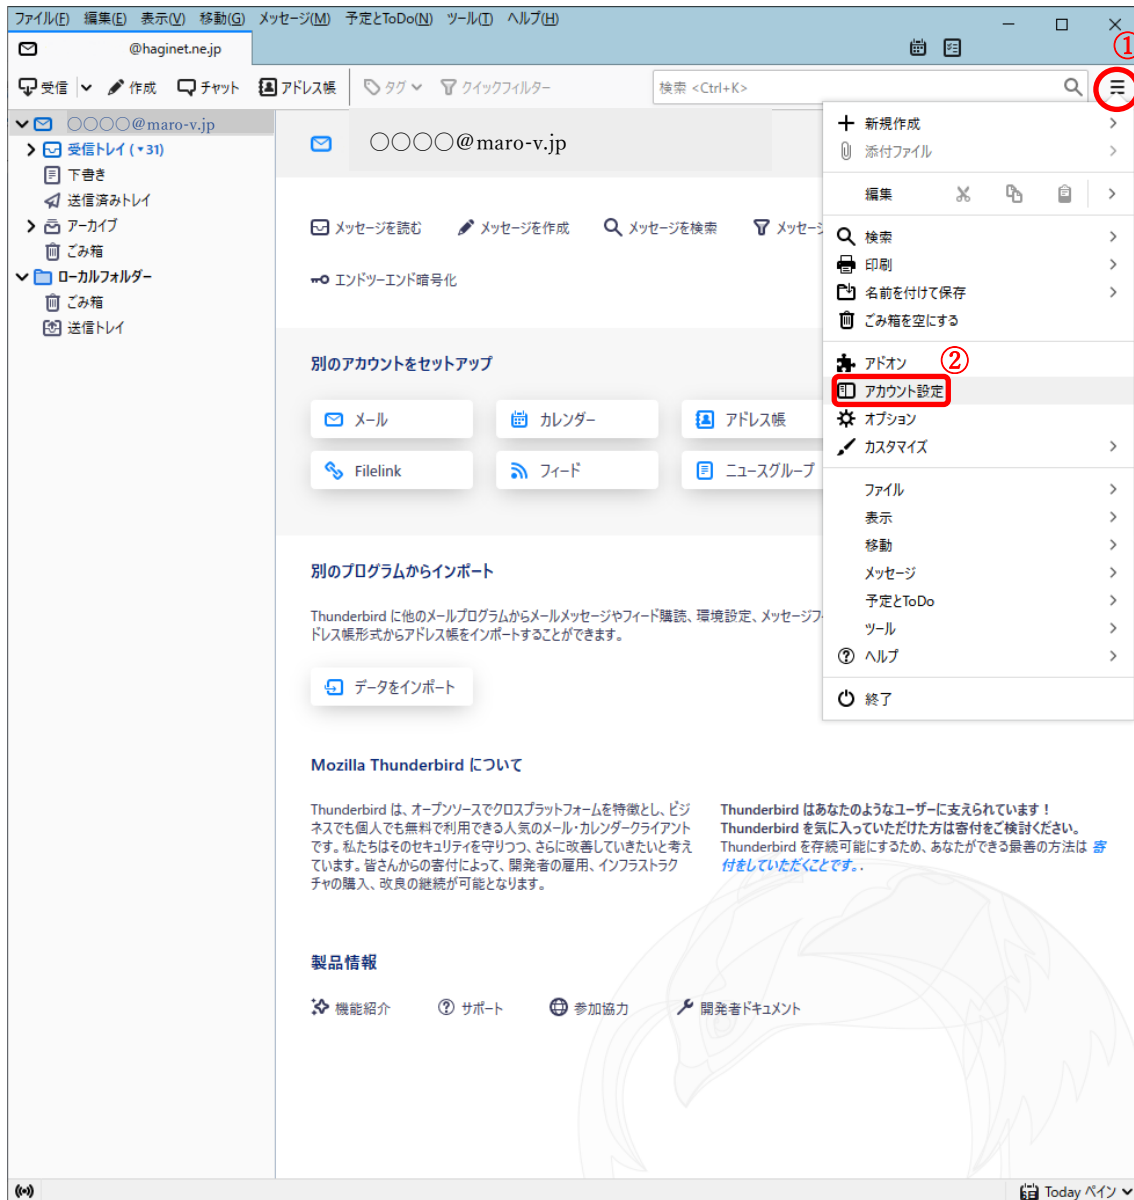 ファイル(F) 編集(E) 表示(V) 移動(G) メッセージ(M) 予定とToDo(N) ツール(T) ヘルプ(H)
@haginet.ne.jp
①
受信 作成 チャット アドレス帳 タグ クイックフィルター 検索 <Ctrl+K>
〇〇〇〇@maro-v.jp
受信トレイ (▾31)
下書き
送信済みトレイ
アーカイブ
ごみ箱
ローカルフォルダー
ごみ箱
送信トレイ
〇〇〇〇@maro-v.jp
メッセージを読む メッセージを作成 メッセージを検索 メッセー
エンドツーエンド暗号化
別のアカウントをセットアップ
メール カレンダー アドレス帳
Filelink フィード ニュースグループ
別のプログラムからインポート
Thunderbird に他のメールプログラムからメールメッセージやフィード購読、環境設定、メッセージフ
ドレス帳形式からアドレス帳をインポートすることができます。
データをインポート
Mozilla Thunderbird について
Thunderbird は、オープンソースでクロスプラットフォームを特徴とし、ビジ
ネスでも個人でも無料で利用できる人気のメール・カレンダークライアント
です。私たちはそのセキュリティを守りつつ、さらに改善していきたいと考え
ています。皆さんからの寄付によって、開発者の雇用、インフラストラク
チャの購入、改良の継続が可能となります。
Thunderbird はあなたのようなユーザーに支えられています！
Thunderbird を気に入っていただけた方は寄付をご検討ください。
Thunderbird を存続可能にするため、あなたができる最善の方法は 寄
付をしていただくことです。.
製品情報
機能紹介 サポート 参加協力 開発者ドキュメント
新規作成
添付ファイル
編集
検索
印刷
名前を付けて保存
ごみ箱を空にする
アドオン
②
アカウント設定
オプション
カスタマイズ
ファイル
表示
移動
メッセージ
予定とToDo
ツール
ヘルプ
終了
Today ペイン